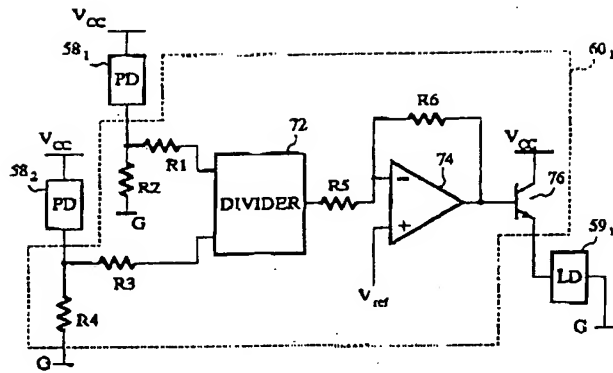 VCC
58₁
PD
60₁
72
R6
VCC
R1
VCC
74
58₂
R2
76
PD
DIVIDER
R5
−
G
+
59₁
R3
LD
Vref
R4
G
G